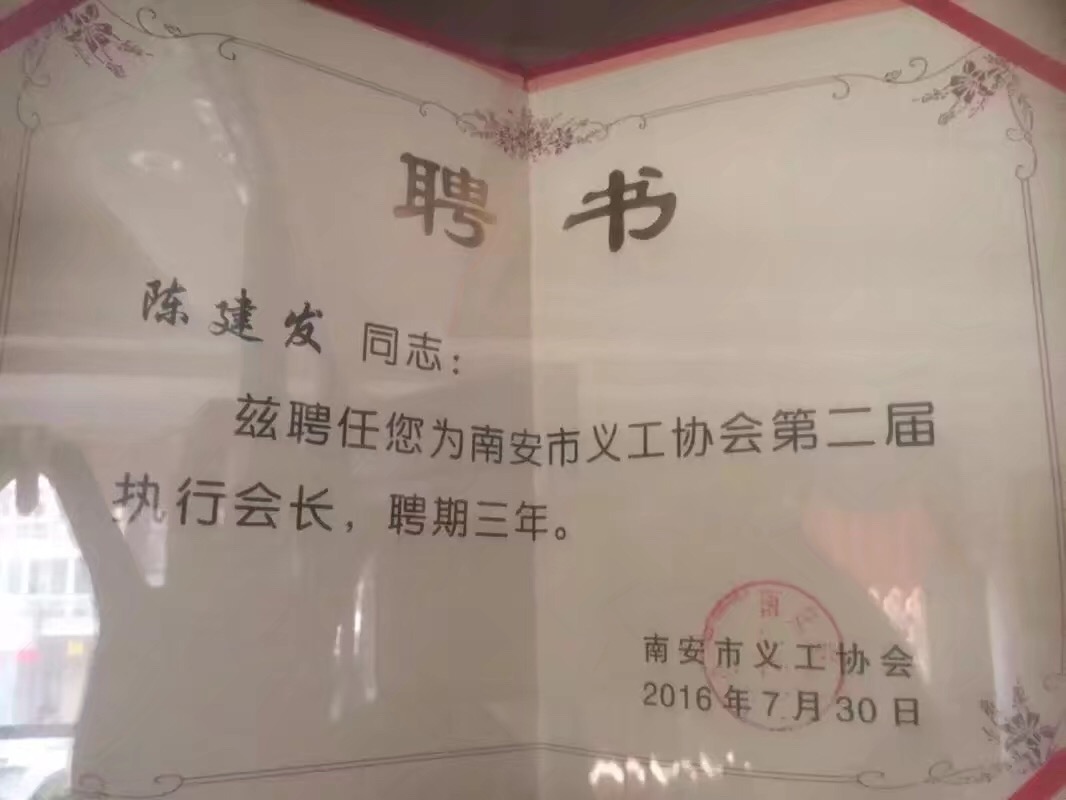 聘书
陈建发 同志：
兹聘任您为南安市义工协会第二届
执行会长，聘期三年。
南安市义工协会
2016年7月30日